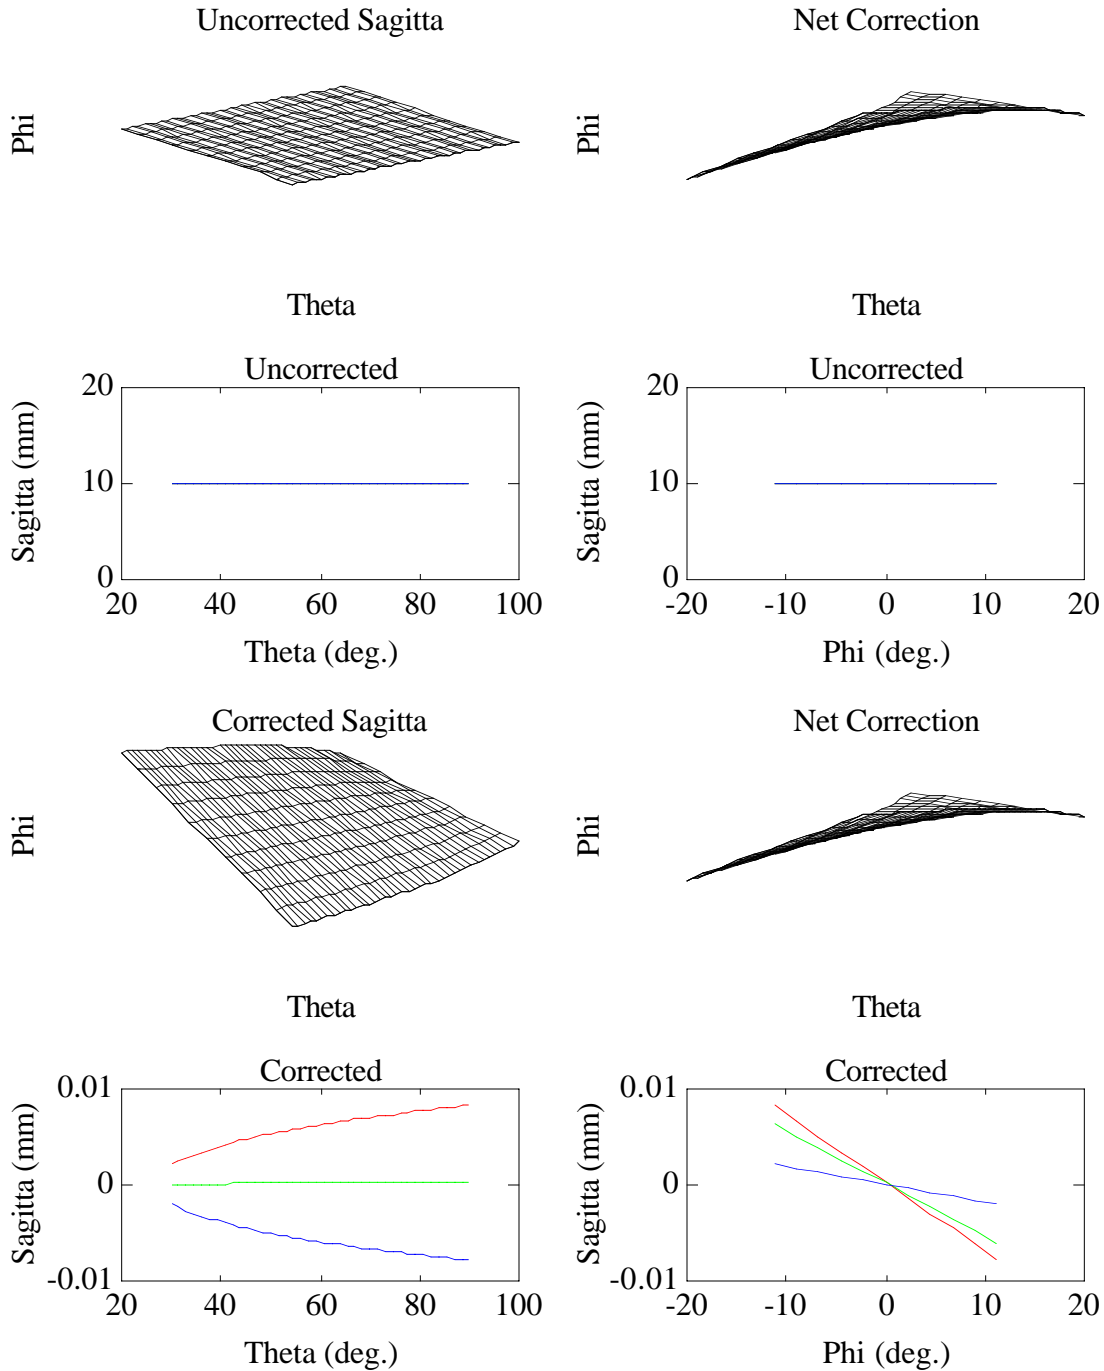 Uncorrected Sagitta
Net Correction
Phi
Phi
Theta
Theta
Uncorrected
Uncorrected
Sagitta (mm)
20
10
0
20 40 60 80 100
Theta (deg.)
Sagitta (mm)
20
10
0
-20 -10 0 10 20
Phi (deg.)
Corrected Sagitta
Net Correction
Phi
Phi
Theta
Theta
Corrected
Corrected
Sagitta (mm)
0.01
0
-0.01
20 40 60 80 100
Theta (deg.)
Sagitta (mm)
0.01
0
-0.01
-20 -10 0 10 20
Phi (deg.)